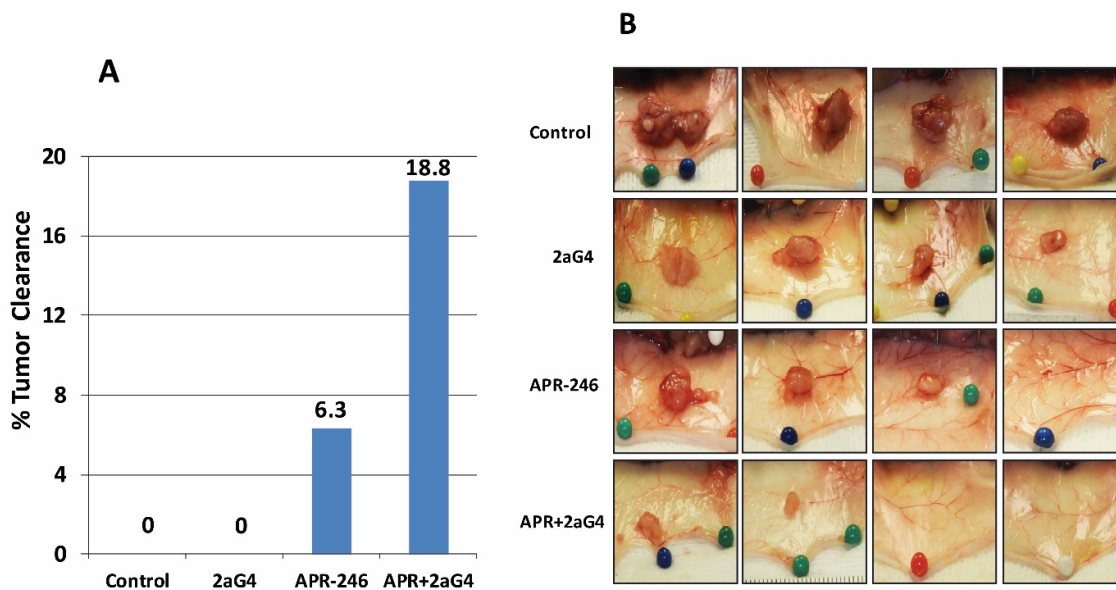 A
% Tumor Clearance
20
16
12
8
4
0
0
0
6.3
18.8
Control
2aG4
APR-246
APR+2aG4
B
Control
2aG4
APR-246
APR+2aG4